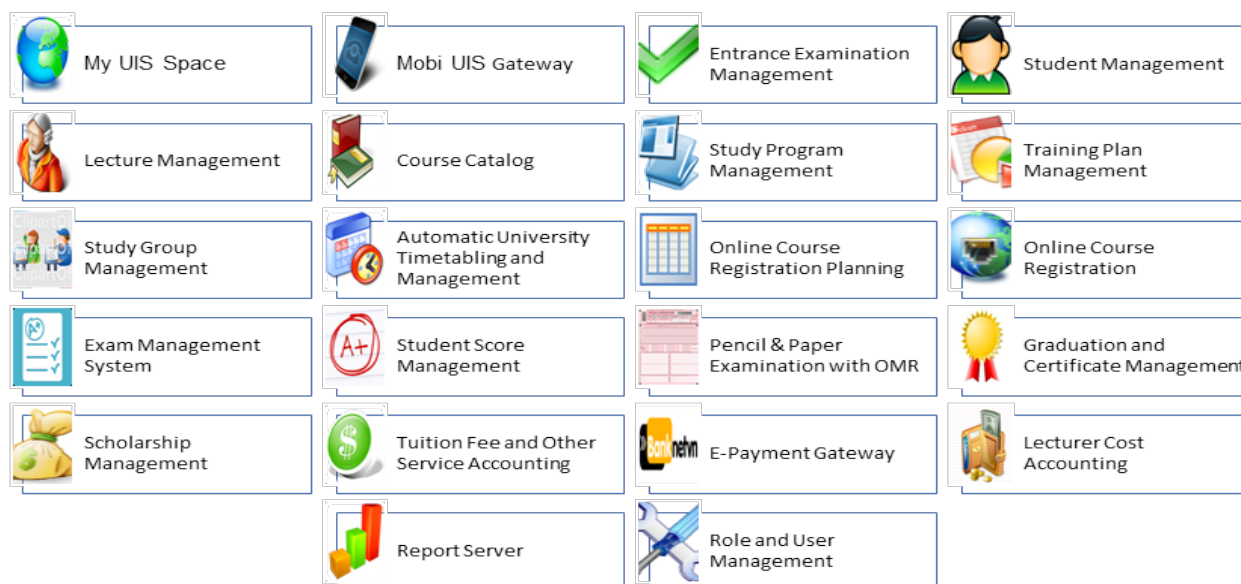 My UIS Space
Mobi UIS Gateway
Entrance Examination
Management
Student Management
Lecture Management
Course Catalog
Study Program
Management
Training Plan
Management
Study Group
Management
Automatic University
Timetabling and
Management
Online Course
Registration Planning
Online Course
Registration
Exam Management
System
A+
Student Score
Management
Pencil & Paper
Examination with OMR
Graduation and
Certificate Management
Scholarship
Management
$
Tuition Fee and Other
Service Accounting
Banknetvn
E-Payment Gateway
Lecturer Cost
Accounting
Report Server
Role and User
Management